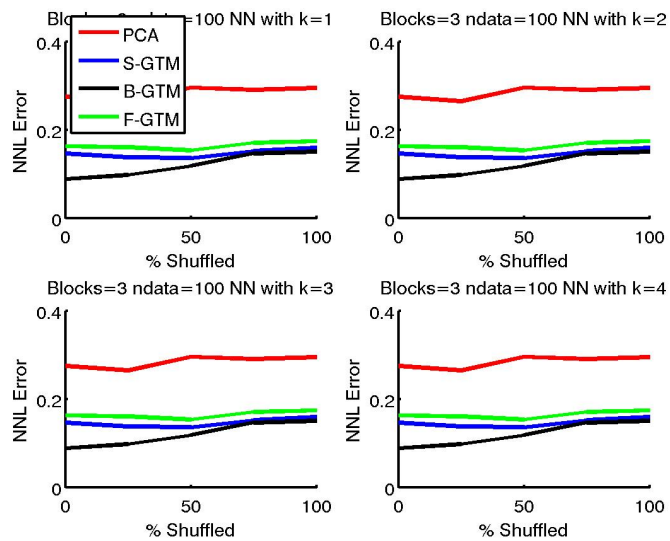 Blocks=3 ndata=100 NN with k=1
PCA
S-GTM
B-GTM
F-GTM
0.4
0.2
0
NNL Error
0 50 100
% Shuffled
Blocks=3 ndata=100 NN with k=2
0.4
0.2
0
NNL Error
0 50 100
% Shuffled
Blocks=3 ndata=100 NN with k=3
0.4
0.2
0
NNL Error
0 50 100
% Shuffled
Blocks=3 ndata=100 NN with k=4
0.4
0.2
0
NNL Error
0 50 100
% Shuffled